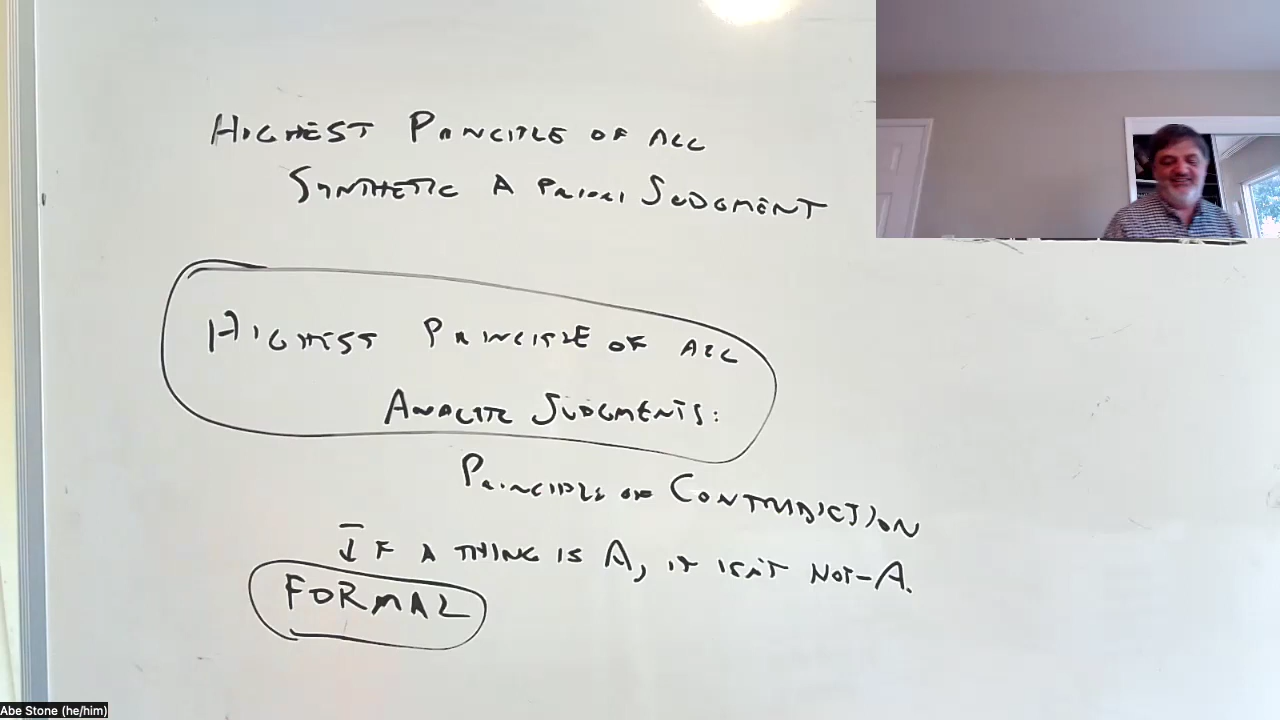 HIGHEST PRINCIPLE OF ALL
SYNTHETIC A PRIORI JUDGMENT
HIGHEST PRINCIPLE OF ALL
ANALYTIC JUDGMENTS:
PRINCIPLE OF CONTRADICTION
IF A THING IS A, IT ISN'T NOT-A.
FORMAL
Abe Stone (he/him)